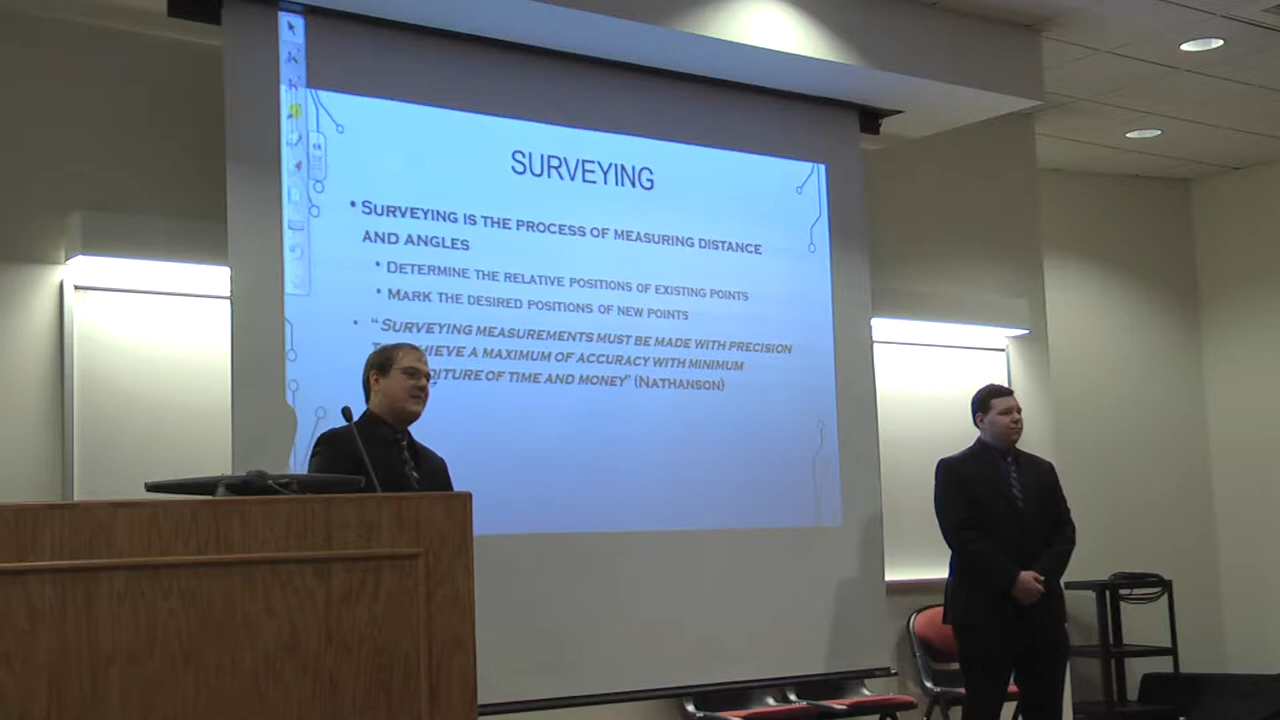 SURVEYING
• SURVEYING IS THE PROCESS OF MEASURING DISTANCE
AND ANGLES
• DETERMINE THE RELATIVE POSITIONS OF EXISTING POINTS
• MARK THE DESIRED POSITIONS OF NEW POINTS
• “SURVEYING MEASUREMENTS MUST BE MADE WITH PRECISION
A MAXIMUM OF ACCURACY WITH MINIMUM
OF TIME AND MONEY” (NATHANSON)